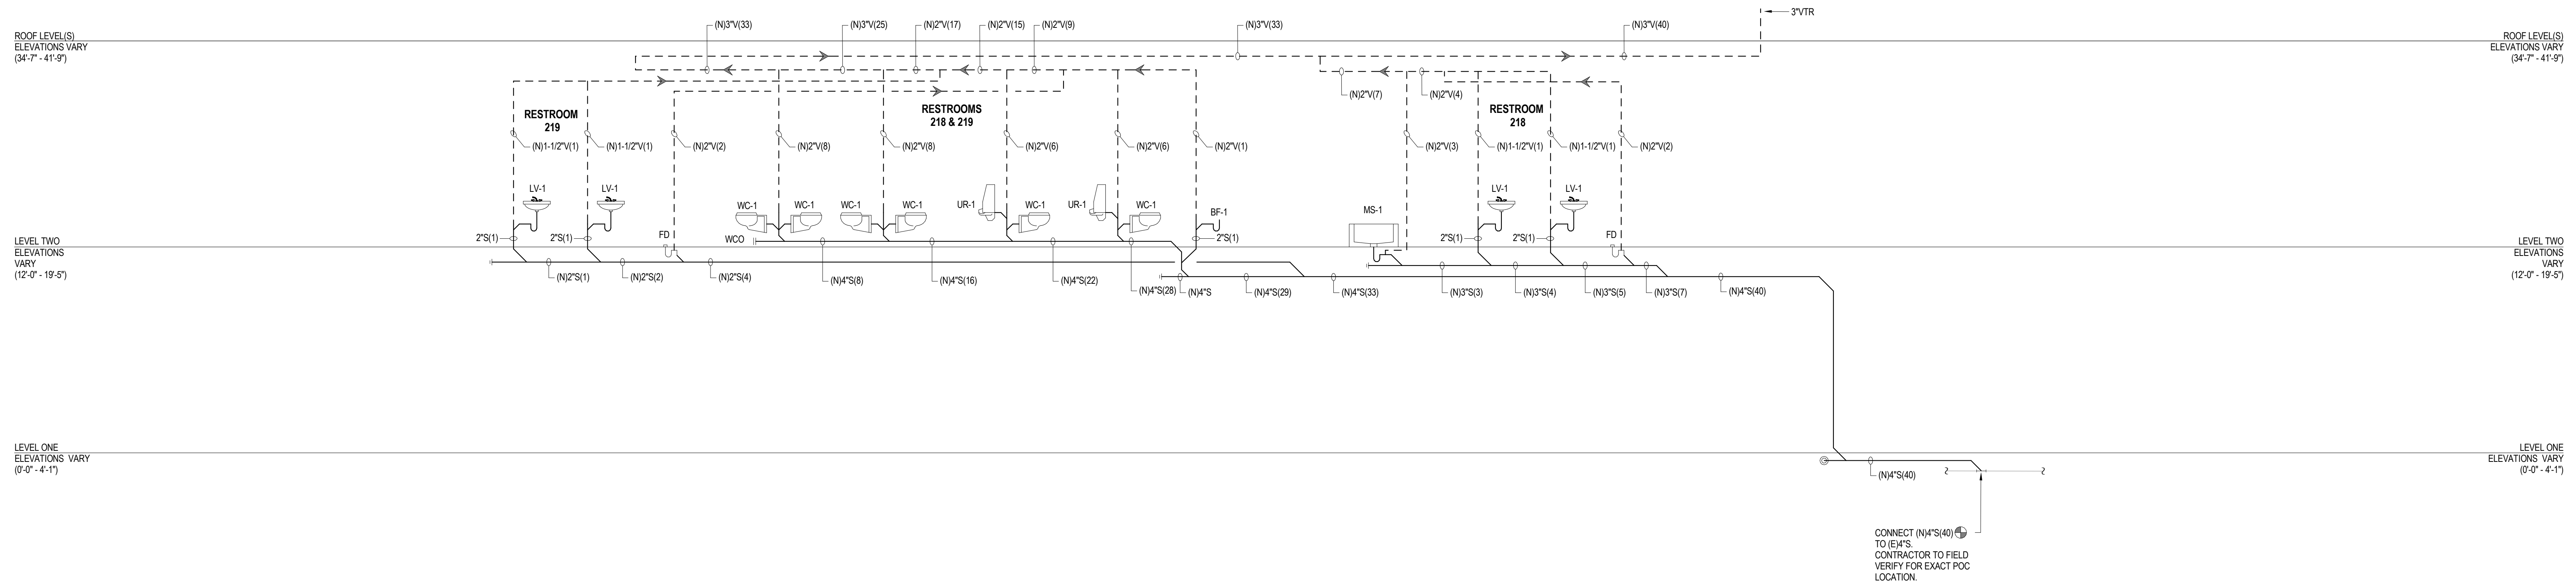 (N)3"V(33)
(N)3"V(25)
(N)2"V(17)
(N)2"V(15)
(N)2"V(9)
(N)3"V(33)
(N)3"V(40)
3"VTR
ROOF LEVEL(S)
ELEVATIONS VARY
(34'-7" - 41'-9")
ROOF LEVEL(S)
ELEVATIONS VARY
(34'-7" - 41'-9")
(N)2"V(7)
(N)2"V(4)
RESTROOM
219
RESTROOMS
218 & 219
RESTROOM
218
(N)1-1/2"V(1)
(N)1-1/2"V(1)
(N)2"V(2)
(N)2"V(8)
(N)2"V(8)
(N)2"V(6)
(N)2"V(6)
(N)2"V(1)
(N)2"V(3)
(N)1-1/2"V(1)
(N)1-1/2"V(1)
(N)2"V(2)
LV-1
LV-1
WC-1
WC-1
WC-1
WC-1
UR-1
WC-1
UR-1
WC-1
BF-1
MS-1
LV-1
LV-1
2"S(1)
2"S(1)
FD
WCO
2"S(1)
2"S(1)
2"S(1)
FD
LEVEL TWO
ELEVATIONS
VARY
(12'-0" - 19'-5")
LEVEL TWO
ELEVATIONS
VARY
(12'-0" - 19'-5")
(N)2"S(1)
(N)2"S(2)
(N)2"S(4)
(N)4"S(8)
(N)4"S(16)
(N)4"S(22)
(N)4"S(28)
(N)4"S
(N)4"S(29)
(N)4"S(33)
(N)3"S(3)
(N)3"S(4)
(N)3"S(5)
(N)3"S(7)
(N)4"S(40)
LEVEL ONE
ELEVATIONS VARY
(0'-0" - 4'-1")
LEVEL ONE
ELEVATIONS VARY
(0'-0" - 4'-1")
(N)4"S(40)
CONNECT (N)4"S(40)
TO (E)4"S.
CONTRACTOR TO FIELD
VERIFY FOR EXACT POC
LOCATION.